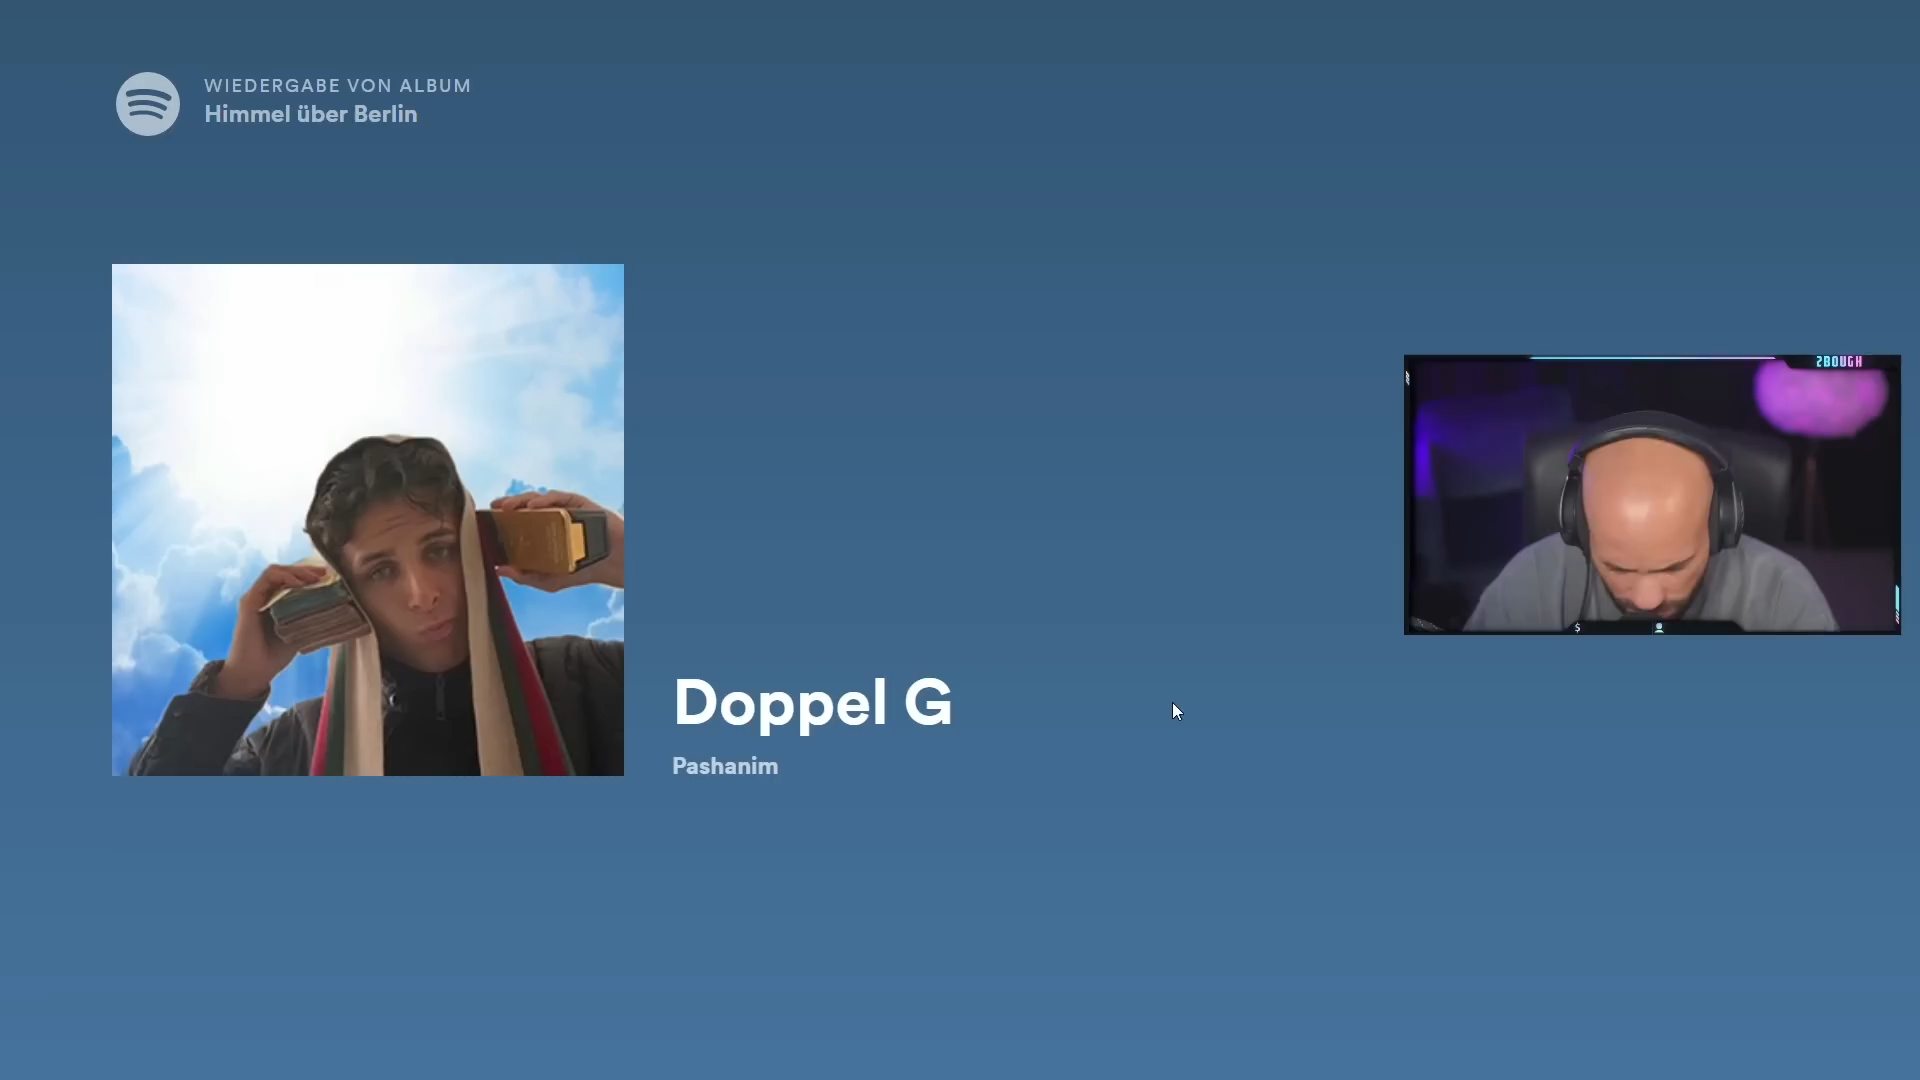 WIEDERGABE VON ALBUM
Himmel über Berlin
2BOUGH
$
Doppel G
Pashanim